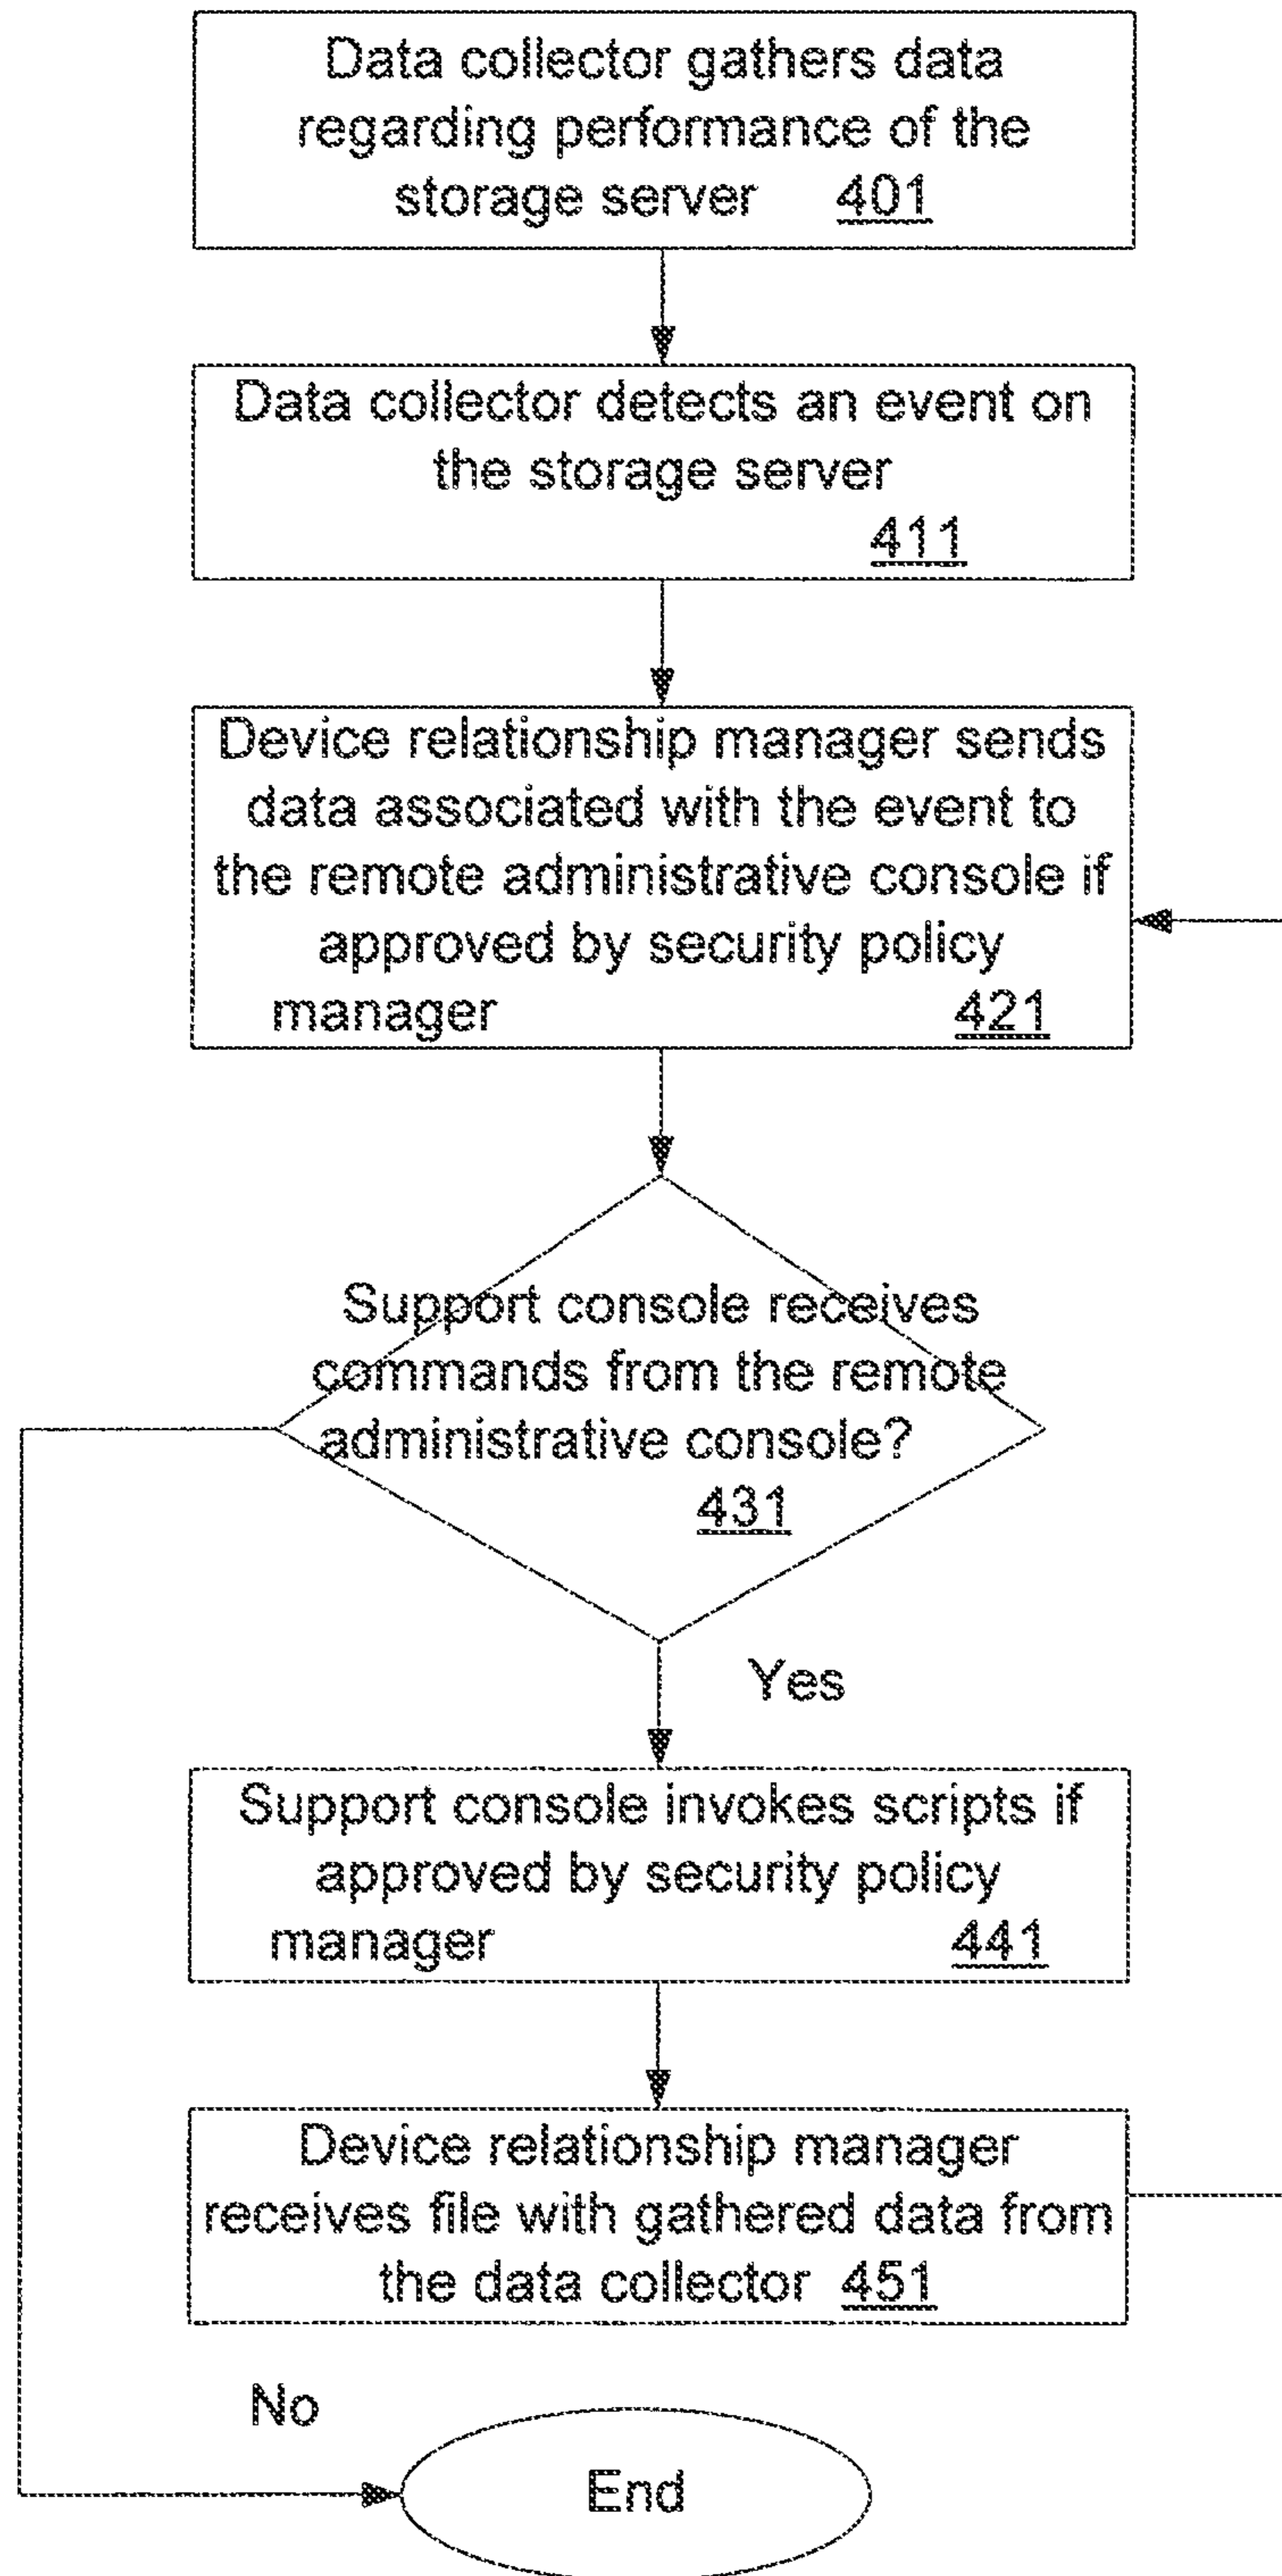 Data collector gathers data
regarding performance of the
storage server 401
Data collector detects an event on
the storage server
411
Device relationship manager sends
data associated with the event to
the remote administrative console if
approved by security policy
manager 421
Support console receives
commands from the remote
administrative console?
431
Yes
Support console invokes scripts if
approved by security policy
manager 441
Device relationship manager
receives file with gathered data from
the data collector 451
No
End